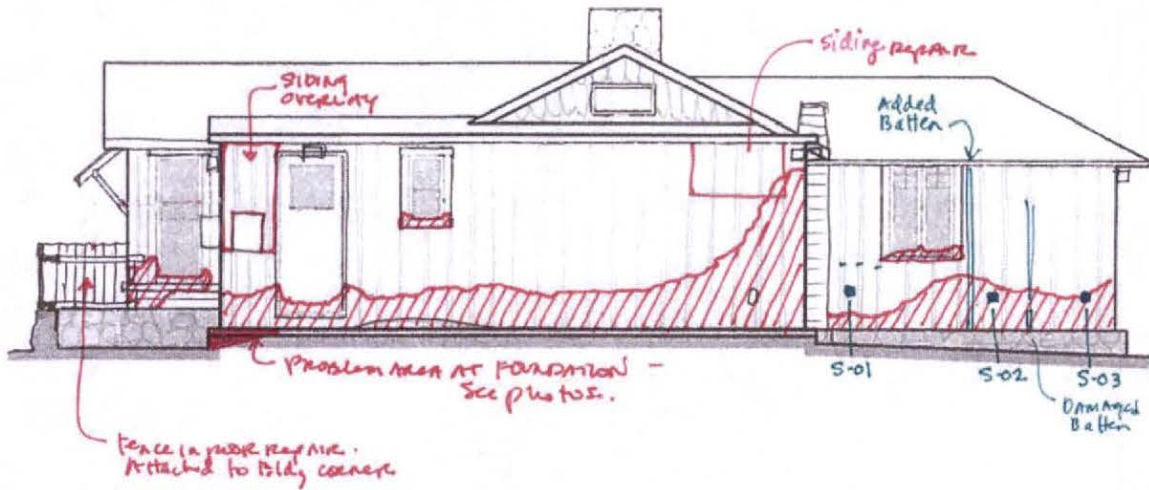 SIDING
OVERLAY
siding REPAIR
Added
Batten
PROBLEM AREA AT FOUNDATION -
See photos.
S-01
S-02
S-03
DAMAGED
Batten
fence in POOR REPAIR.
Attached to Bldg corner